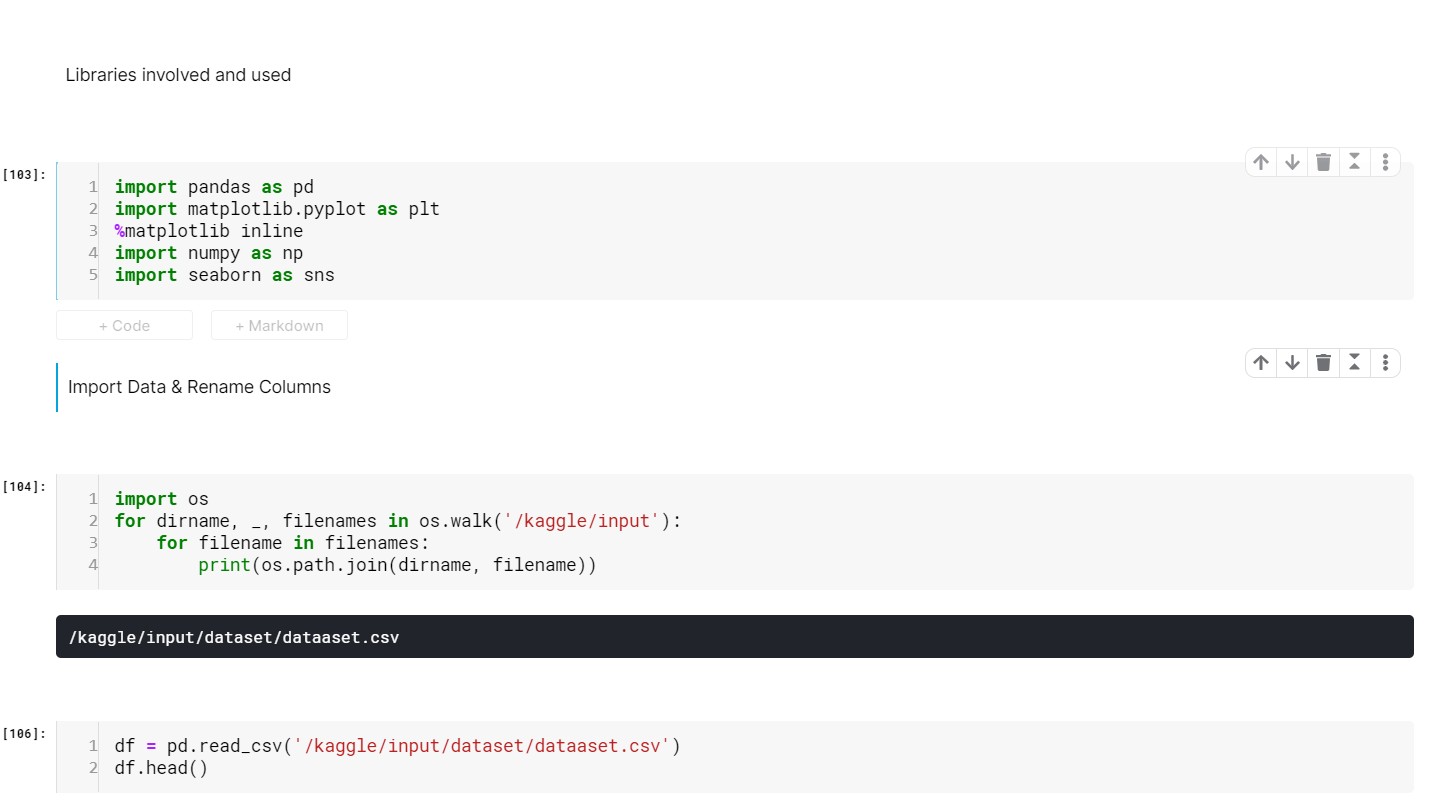 Libraries involved and used
[103]:
1 import pandas as pd
2 import matplotlib.pyplot as plt
3 %matplotlib inline
4 import numpy as np
5 import seaborn as sns
+ Code + Markdown
Import Data & Rename Columns
[104]:
1 import os
2 for dirname, _, filenames in os.walk('/kaggle/input'):
3     for filename in filenames:
4         print(os.path.join(dirname, filename))
/kaggle/input/dataset/dataaset.csv
[106]:
1 df = pd.read_csv('/kaggle/input/dataset/dataaset.csv')
2 df.head()